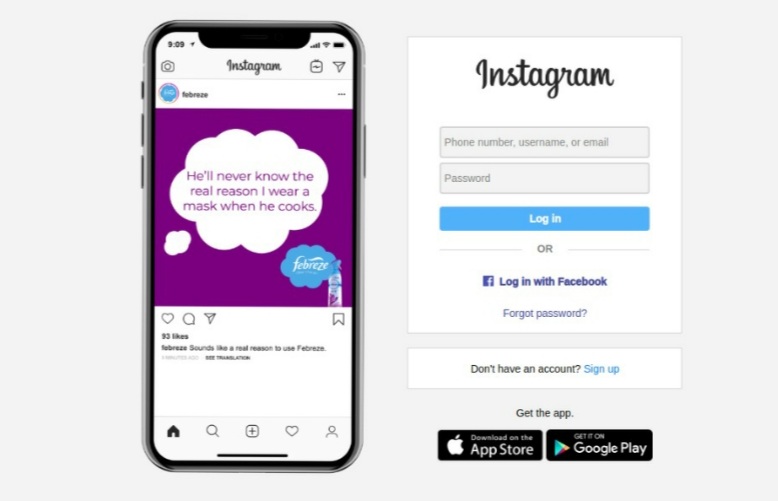 9:09
Instagram
febreze
He'll never know the
real reason I wear a
mask when he cooks.
febreze
93 likes
febreze Sounds like a real reason to use Febreze.
SEE TRANSLATION
Instagram
Phone number, username, or email
Password
Log in
OR
Log in with Facebook
Forgot password?
Don't have an account? Sign up
Get the app.
Download on the
App Store
GET IT ON
Google Play